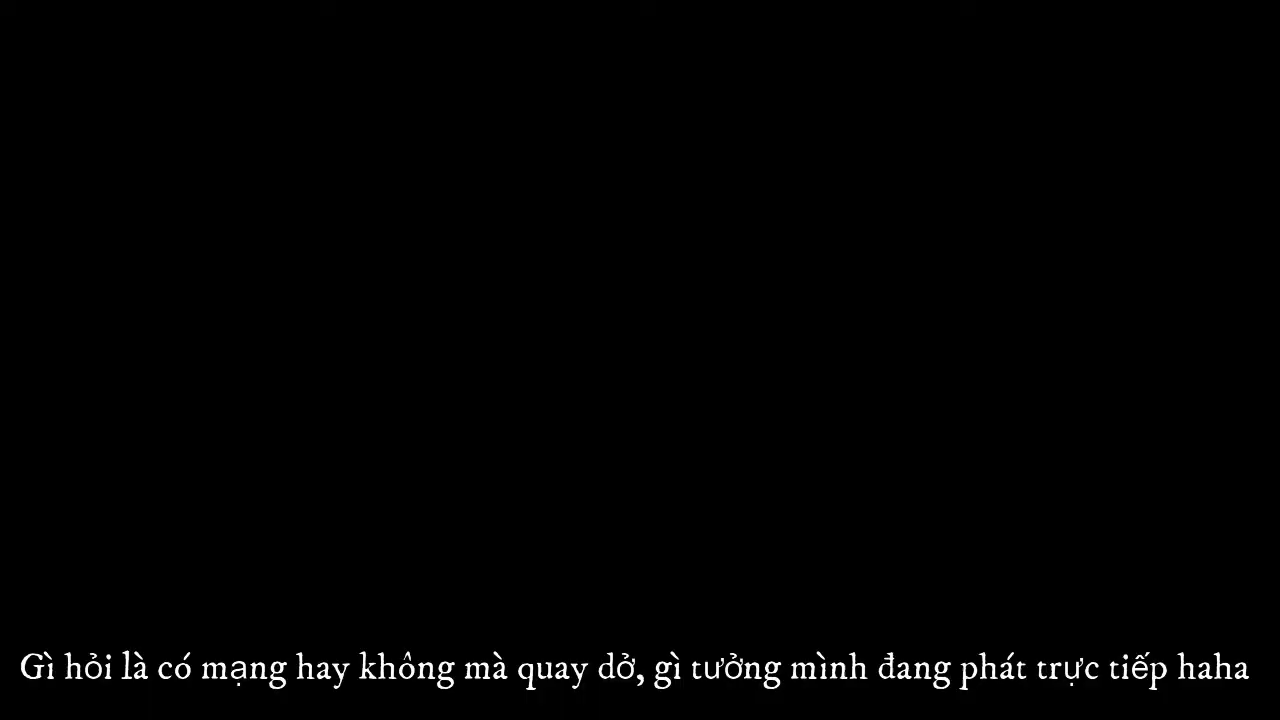 Gì hỏi là có mạng hay không mà quay dở, gì tưởng mình đang phát trực tiếp haha